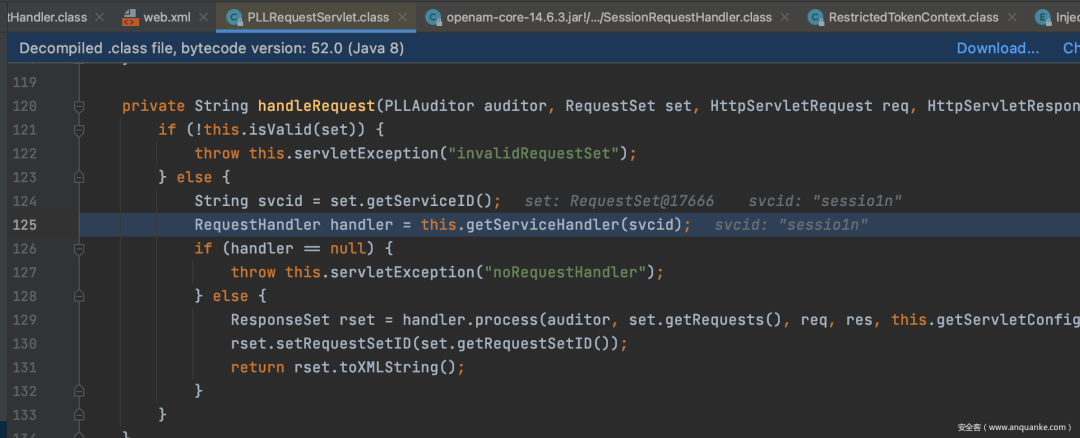 tHandler.class web.xml PLLRequestServlet.class openam-core-14.6.3.jar!/.../SessionRequestHandler.class RestrictedTokenContext.class Injec
Decompiled .class file, bytecode version: 52.0 (Java 8) Download... Ch
119
120 private String handleRequest(PLLAuditor auditor, RequestSet set, HttpServletRequest req, HttpServletRespon
121 if (!this.isValid(set)) {
122 throw this.servletException("invalidRequestSet");
123 } else {
124 String svcid = set.getServiceID(); set: RequestSet@17666 svcid: "sessio1n"
125 RequestHandler handler = this.getServiceHandler(svcid); svcid: "sessio1n"
126 if (handler == null) {
127 throw this.servletException("noRequestHandler");
128 } else {
129 ResponseSet rset = handler.process(auditor, set.getRequests(), req, res, this.getServletConfig
130 rset.setRequestSetID(set.getRequestSetID());
131 return rset.toXMLString();
132 }
133 }
134 }
安全客（www.anquanke.com）